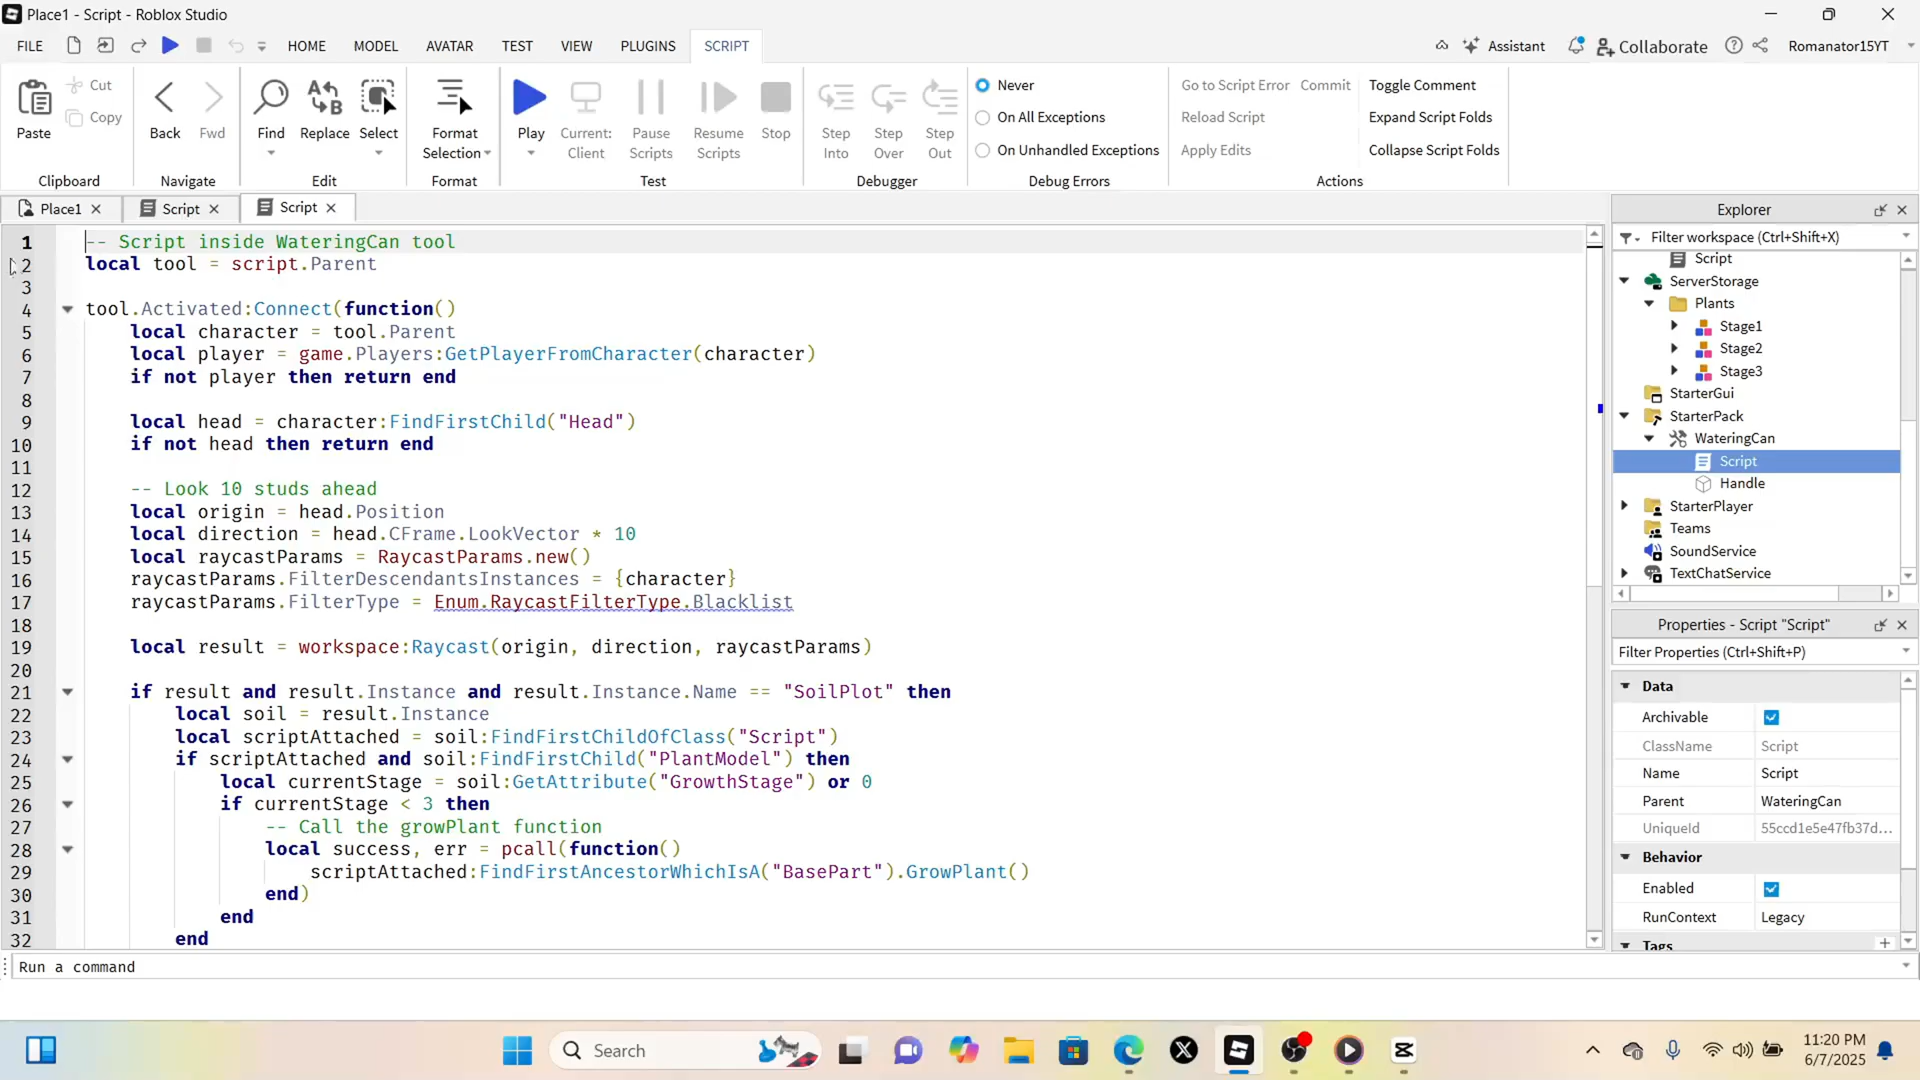 Place1 - Script - Roblox Studio
FILE
HOME
MODEL
AVATAR
TEST
VIEW
PLUGINS
SCRIPT
Assistant
Collaborate
Romanator15YT
Paste
Cut
Copy
Clipboard
Back
Fwd
Navigate
Find
Replace
Select
Edit
Format
Selection
Format
Play
Current:
Client
Pause
Scripts
Resume
Scripts
Stop
Test
Step
Into
Step
Over
Step
Out
Debugger
Never
On All Exceptions
On Unhandled Exceptions
Debug Errors
Go to Script Error
Commit
Toggle Comment
Reload Script
Expand Script Folds
Apply Edits
Collapse Script Folds
Actions
Place1
Script
Script
1 -- Script inside WateringCan tool
2 local tool = script.Parent
3
4 tool.Activated:Connect(function()
5 local character = tool.Parent
6 local player = game.Players:GetPlayerFromCharacter(character)
7 if not player then return end
8
9 local head = character:FindFirstChild("Head")
10 if not head then return end
11
12 -- Look 10 studs ahead
13 local origin = head.Position
14 local direction = head.CFrame.LookVector * 10
15 local raycastParams = RaycastParams.new()
16 raycastParams.FilterDescendantsInstances = {character}
17 raycastParams.FilterType = Enum.RaycastFilterType.Blacklist
18
19 local result = workspace:Raycast(origin, direction, raycastParams)
20
21 if result and result.Instance and result.Instance.Name == "SoilPlot" then
22 local soil = result.Instance
23 local scriptAttached = soil:FindFirstChildOfClass("Script")
24 if scriptAttached and soil:FindFirstChild("PlantModel") then
25 local currentStage = soil:GetAttribute("GrowthStage") or 0
26 if currentStage < 3 then
27 -- Call the growPlant function
28 local success, err = pcall(function()
29 scriptAttached:FindFirstAncestorWhichIsA("BasePart").GrowPlant()
30 end)
31 end
32 end
Run a command
Explorer
Filter workspace (Ctrl+Shift+X)
Script
ServerStorage
Plants
Stage1
Stage2
Stage3
StarterGui
StarterPack
WateringCan
Script
Handle
StarterPlayer
Teams
SoundService
TextChatService
Properties - Script "Script"
Filter Properties (Ctrl+Shift+P)
Data
Archivable
ClassName Script
Name Script
Parent WateringCan
UniqueId 55ccd1e5e47fb37d...
Behavior
Enabled
RunContext Legacy
Tags
Search
11:20 PM
6/7/2025